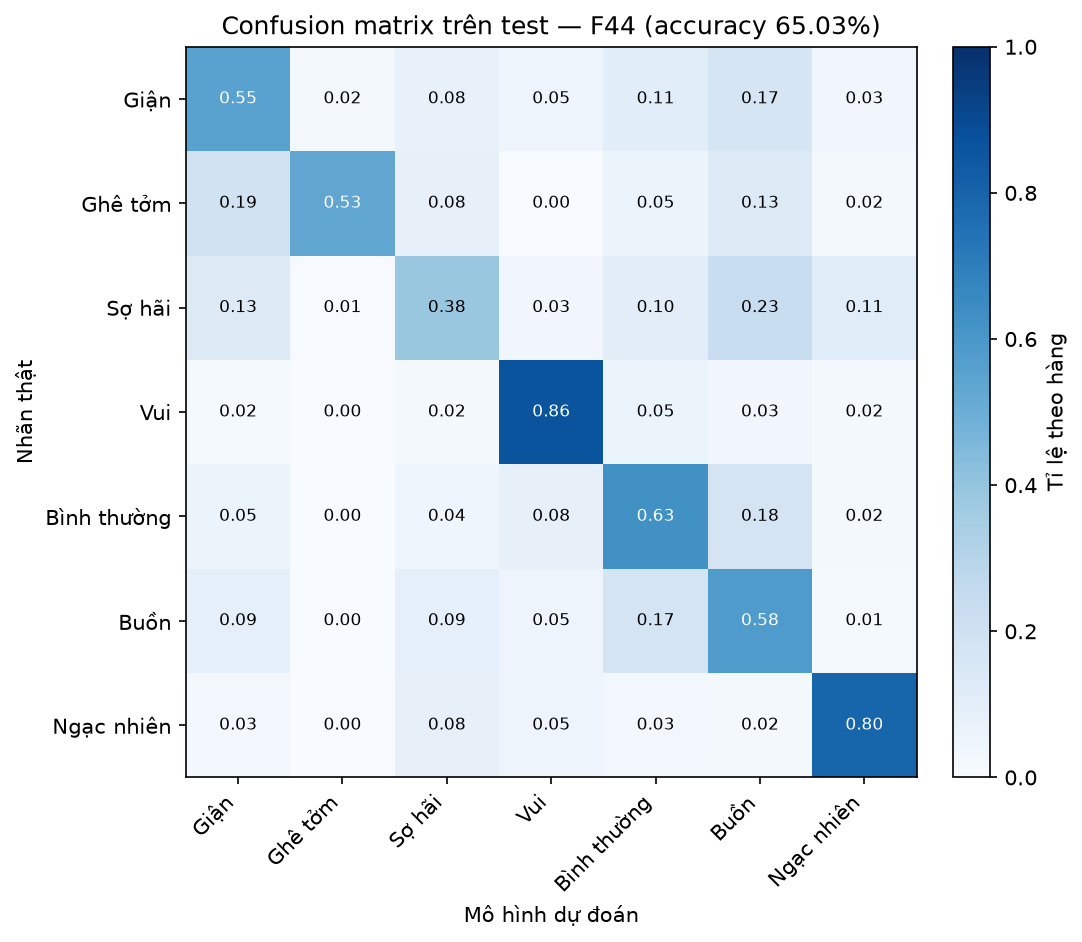 Confusion matrix trên test — F44 (accuracy 65.03%)
Giận 0.55 0.02 0.08 0.05 0.11 0.17 0.03
Ghê tởm 0.19 0.53 0.08 0.00 0.05 0.13 0.02
Sợ hãi 0.13 0.01 0.38 0.03 0.10 0.23 0.11
Vui 0.02 0.00 0.02 0.86 0.05 0.03 0.02
Bình thường 0.05 0.00 0.04 0.08 0.63 0.18 0.02
Buồn 0.09 0.00 0.09 0.05 0.17 0.58 0.01
Ngạc nhiên 0.03 0.00 0.08 0.05 0.03 0.02 0.80
Giận Ghê tởm Sợ hãi Vui Bình thường Buồn Ngạc nhiên
Mô hình dự đoán
Nhãn thật
1.0
0.8
0.6
0.4
0.2
0.0
Tỉ lệ theo hàng